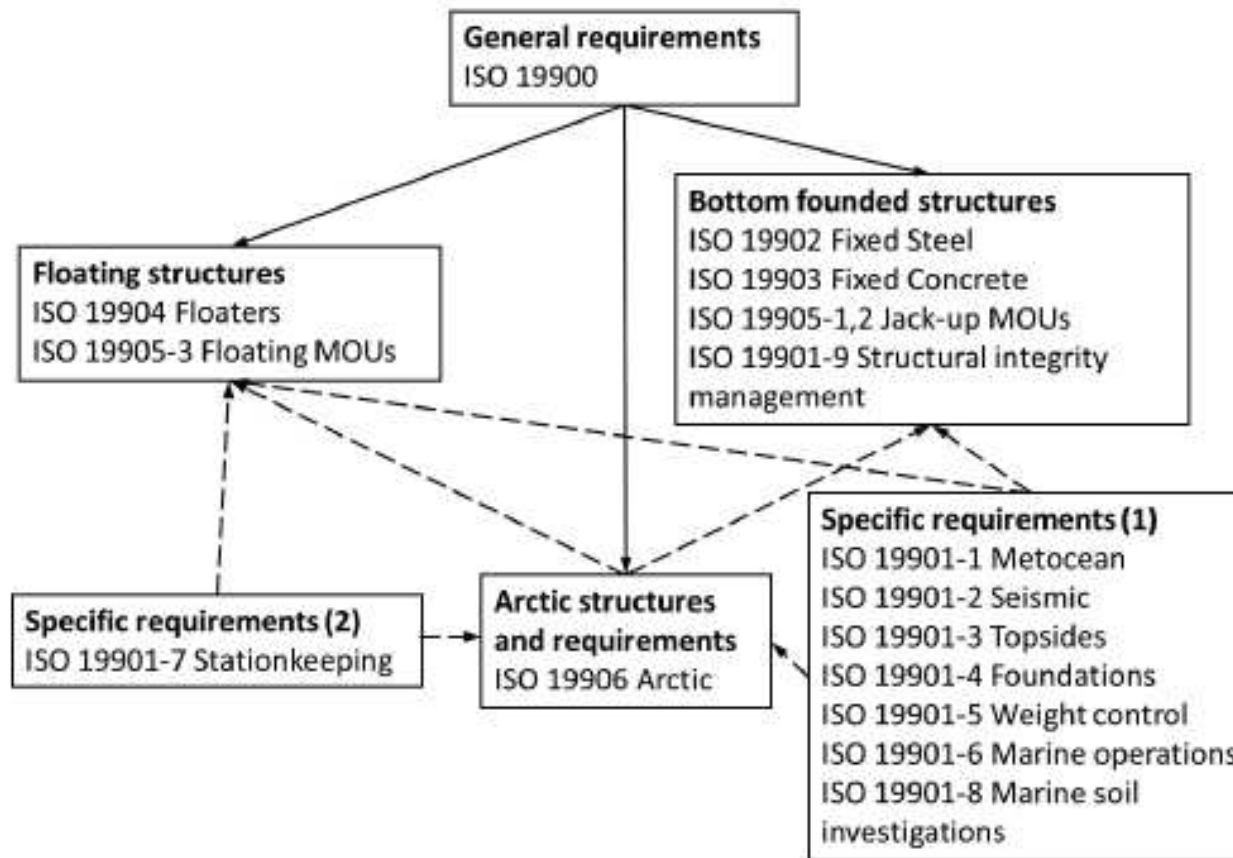 General requirements
ISO 19900
Bottom founded structures
ISO 19902 Fixed Steel
ISO 19903 Fixed Concrete
ISO 19905-1,2 Jack-up MOUs
ISO 19901-9 Structural integrity
management
Floating structures
ISO 19904 Floaters
ISO 19905-3 Floating MOUs
Specific requirements (2)
ISO 19901-7 Stationkeeping
Arctic structures
and requirements
ISO 19906 Arctic
Specific requirements (1)
ISO 19901-1 Metocean
ISO 19901-2 Seismic
ISO 19901-3 Topsides
ISO 19901-4 Foundations
ISO 19901-5 Weight control
ISO 19901-6 Marine operations
ISO 19901-8 Marine soil
investigations